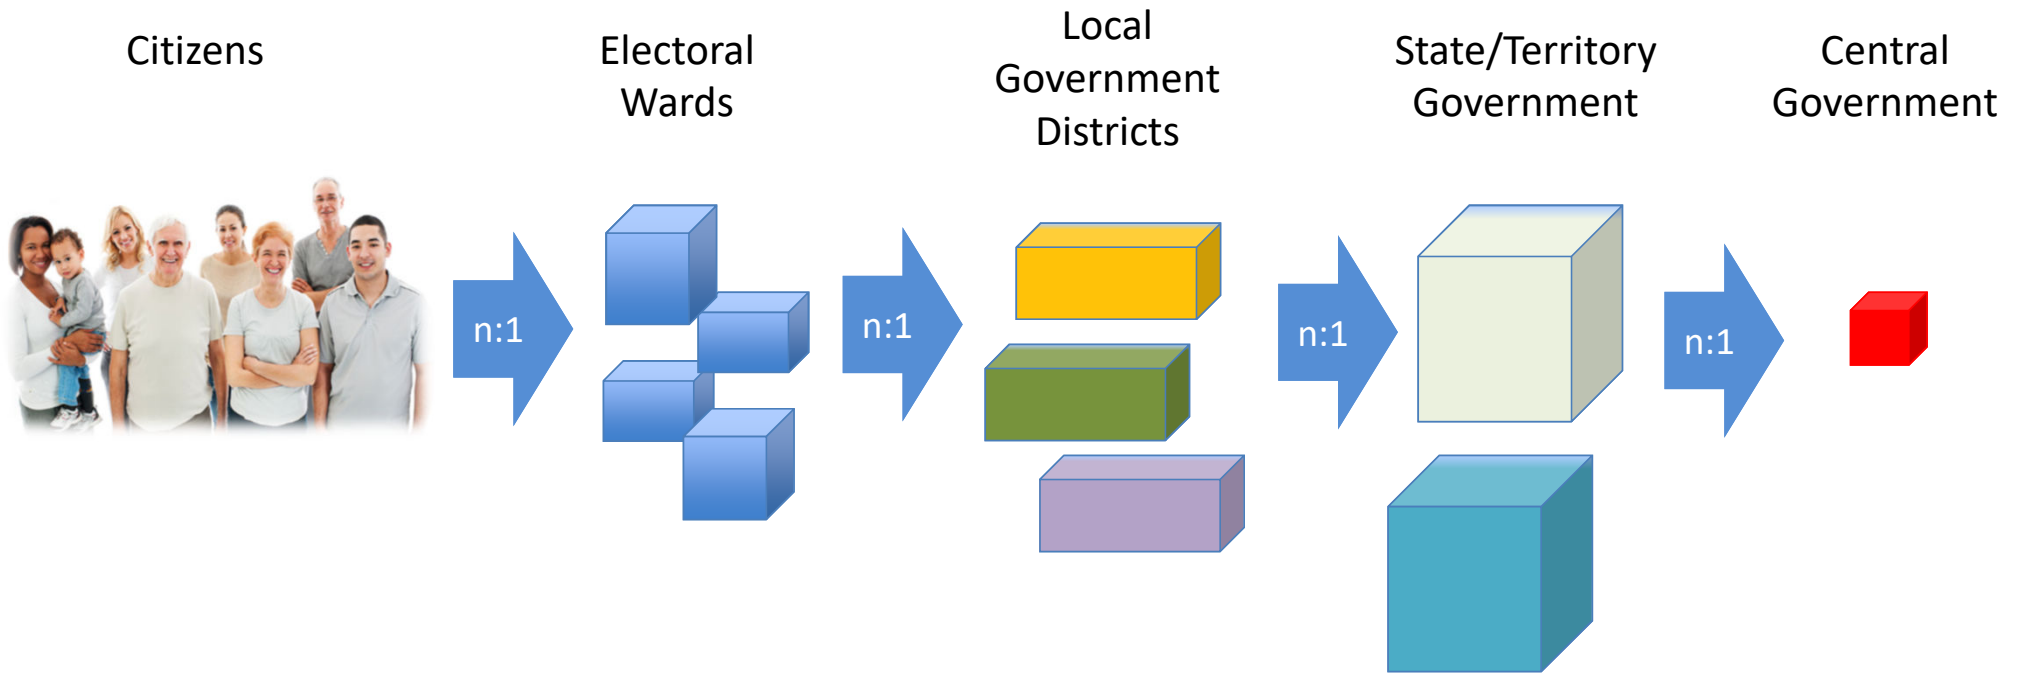 Citizens
Electoral
Wards
Local
Government
Districts
State/Territory
Government
Central
Government
n:1
n:1
n:1
n:1